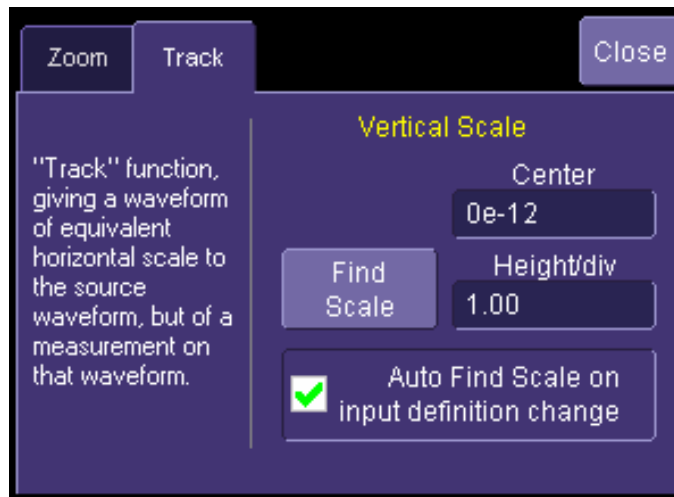 Zoom
Track
Close
"Track" function,
giving a waveform
of equivalent
horizontal scale to
the source
waveform, but of a
measurement on
that waveform.
Vertical Scale
Center
0e-12
Find
Scale
Height/div
1.00
Auto Find Scale on
input definition change